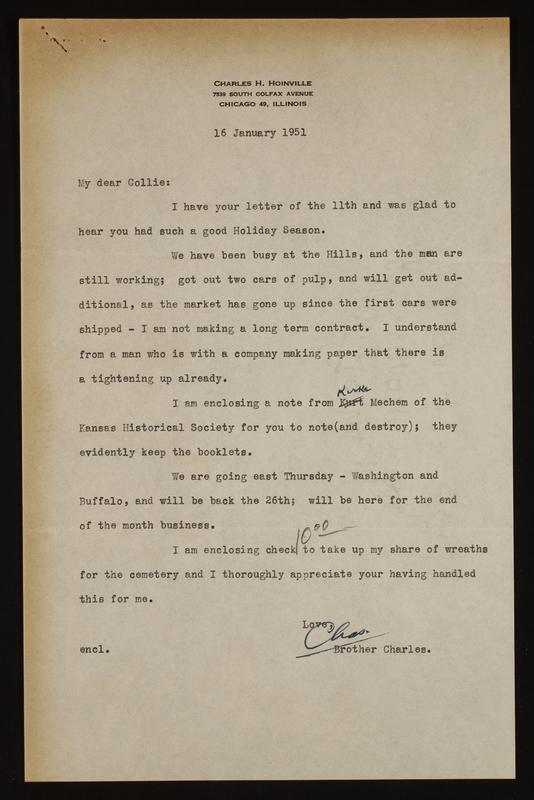 CHARLES H. HOINVILLE
7539 SOUTH COLFAX AVENUE
CHICAGO 49, ILLINOIS
16 January 1951
My dear Collie:
I have your letter of the 11th and was glad to
hear you had such a good Holiday Season.
We have been busy at the Hills, and the men are
still working; got out two cars of pulp, and will get out ad-
ditional, as the market has gone up since the first cars were
shipped - I am not making a long term contract. I understand
from a man who is with a company making paper that there is
a tightening up already.
Kirke
I am enclosing a note from Kurt Mechem of the
Kansas Historical Society for you to note(and destroy); they
evidently keep the booklets.
We are going east Thursday - Washington and
Buffalo, and will be back the 26th; will be here for the end
of the month business.
10.00
I am enclosing check to take up my share of wreaths
for the cemetery and I thoroughly appreciate your having handled
this for me.
Love,
Chas.
encl. Brother Charles.